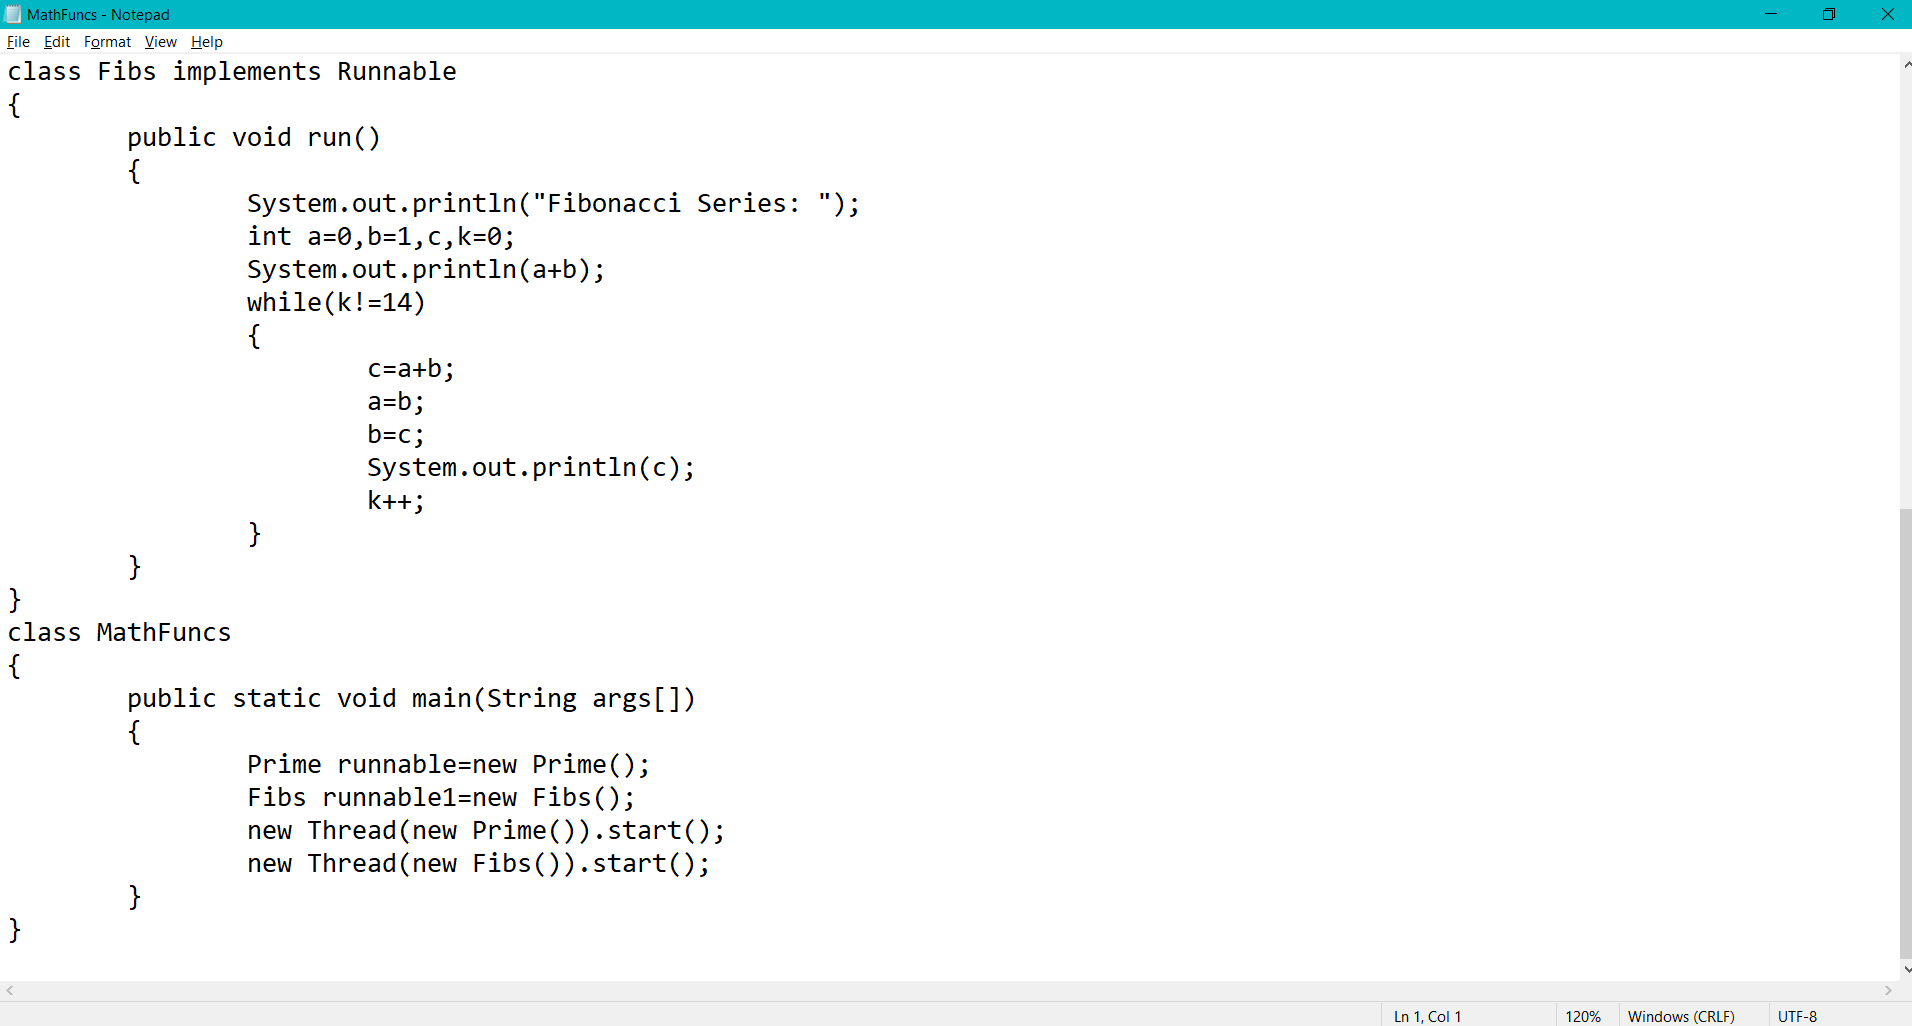 MathFuncs - Notepad
File Edit Format View Help
class Fibs implements Runnable
{
        public void run()
        {
                System.out.println("Fibonacci Series: ");
                int a=0,b=1,c,k=0;
                System.out.println(a+b);
                while(k!=14)
                {
                        c=a+b;
                        a=b;
                        b=c;
                        System.out.println(c);
                        k++;
                }
        }
}
class MathFuncs
{
        public static void main(String args[])
        {
                Prime runnable=new Prime();
                Fibs runnable1=new Fibs();
                new Thread(new Prime()).start();
                new Thread(new Fibs()).start();
        }
}
Ln 1, Col 1 120% Windows (CRLF) UTF-8